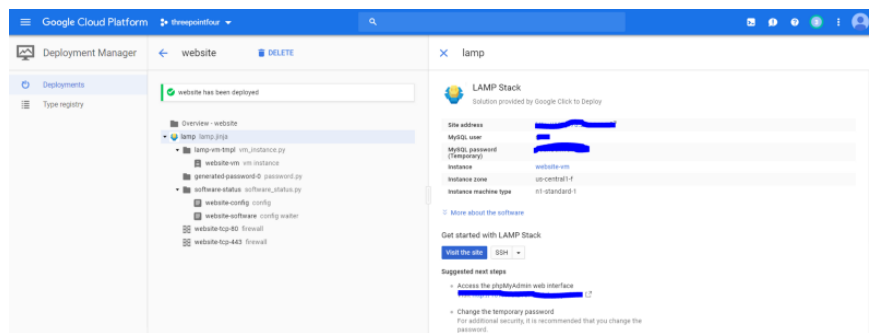 Google Cloud Platform
threepointfour
Deployment Manager
website
DELETE
lamp
Deployments
Type registry
website has been deployed
Overview - website
lamp lamp.jinja
lamp-vm-tmpl vm_instance.py
website-vm vm instance
generated-password-0 password.py
software-status software_status.py
website-config config
website-software config waiter
website-tcp-80 firewall
website-tcp-443 firewall
LAMP Stack
Solution provided by Google Click to Deploy
Site address
MySQL user
MySQL password
(Temporary)
Instance website-vm
Instance zone us-central1-f
Instance machine type n1-standard-1
More about the software
Get started with LAMP Stack
Visit the site SSH
Suggested next steps
Access the phpMyAdmin web interface
Change the temporary password
For additional security, it is recommended that you change the
password.